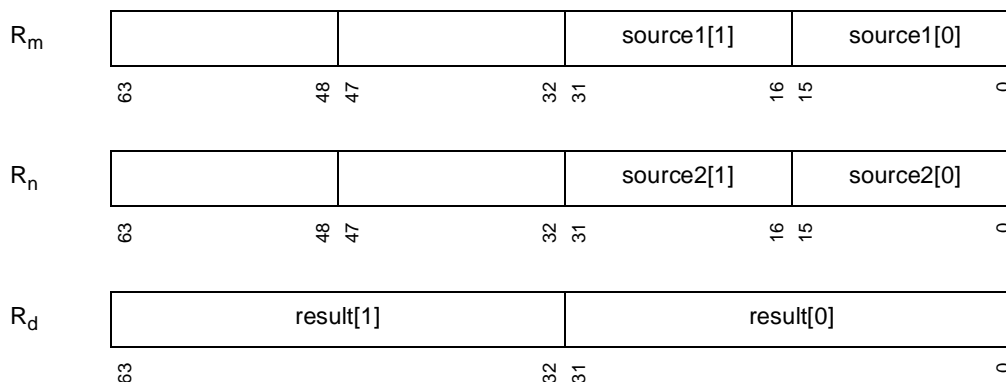 Rm source1[1] source1[0]
63 48 47 32 31 16 15 0
Rn source2[1] source2[0]
63 48 47 32 31 16 15 0
Rd result[1] result[0]
63 32 31 0